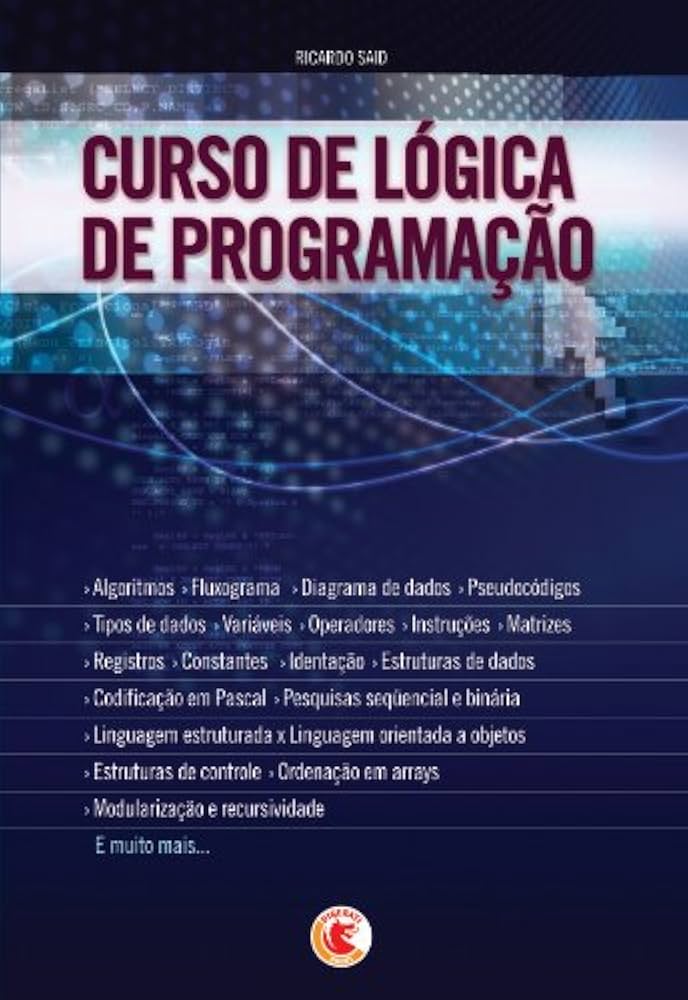 RICARDO SAID
CURSO DE LÓGICA
DE PROGRAMAÇÃO
› Algoritmos › Fluxograma › Diagrama de dados › Pseudocódigos
› Tipos de dados › Variáveis › Operadores › Instruções › Matrizes
› Registros › Constantes › Identação › Estruturas de dados
› Codificação em Pascal › Pesquisas seqüencial e binária
› Linguagem estruturada x Linguagem orientada a objetos
› Estruturas de controle › Ordenação em arrays
› Modularização e recursividade
E muito mais...
DIGERATI